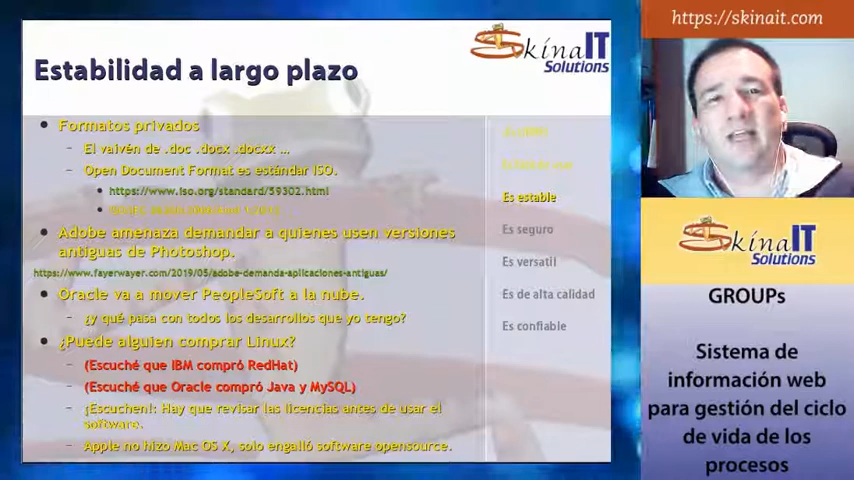 https://skinait.com
Estabilidad a largo plazo
SkinaIT
Solutions
Formatos privados
El vaivén de .doc .docx .docxx ...
Open Document Format es estándar ISO.
https://www.iso.org/standard/59302.html
Adobe amenaza demandar a quienes usen versiones
antiguas de Photoshop.
https://www.fayerwayer.com/2019/05/adobe-demanda-aplicaciones-antiguas/
Oracle va a mover PeopleSoft a la nube.
¿y qué pasa con todos los desarrollos que yo tengo?
¿Puede alguien comprar Linux?
(Escuché que IBM compró RedHat)
(Escuché que Oracle compró Java y MySQL)
¡Escuchen!: Hay que revisar las licencias antes de usar el
software.
Apple no hizo Mac OS X, solo engalló software opensource.
Es estable
Es seguro
Es versatil
Es de alta calidad
Es confiable
SkinaIT
Solutions
GROUPs
Sistema de
información web
para gestión del ciclo
de vida de los
procesos